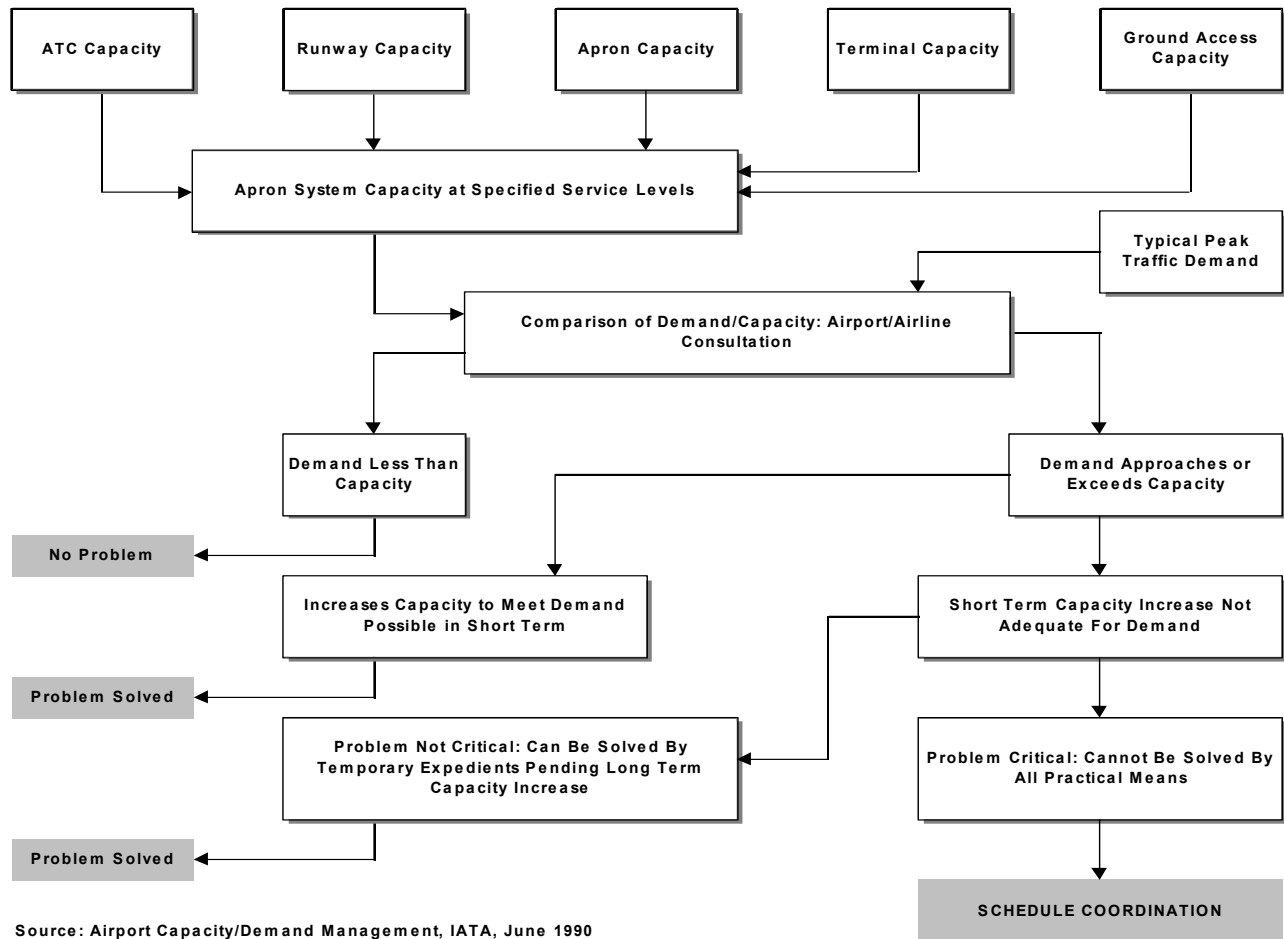 ATC Capacity
Runway Capacity
Apron Capacity
Terminal Capacity
Ground Access
Capacity
Apron System Capacity at Specified Service Levels
Typical Peak
Traffic Demand
Comparison of Demand/Capacity: Airport/Airline
Consultation
Demand Less Than
Capacity
Demand Approaches or
Exceeds Capacity
No Problem
Increases Capacity to Meet Demand
Possible in Short Term
Short Term Capacity Increase Not
Adequate For Demand
Problem Solved
Problem Not Critical: Can Be Solved By
Temporary Expedients Pending Long Term
Capacity Increase
Problem Critical: Cannot Be Solved By
All Practical Means
Problem Solved
SCHEDULE COORDINATION
Source: Airport Capacity/Demand Management, IATA, June 1990